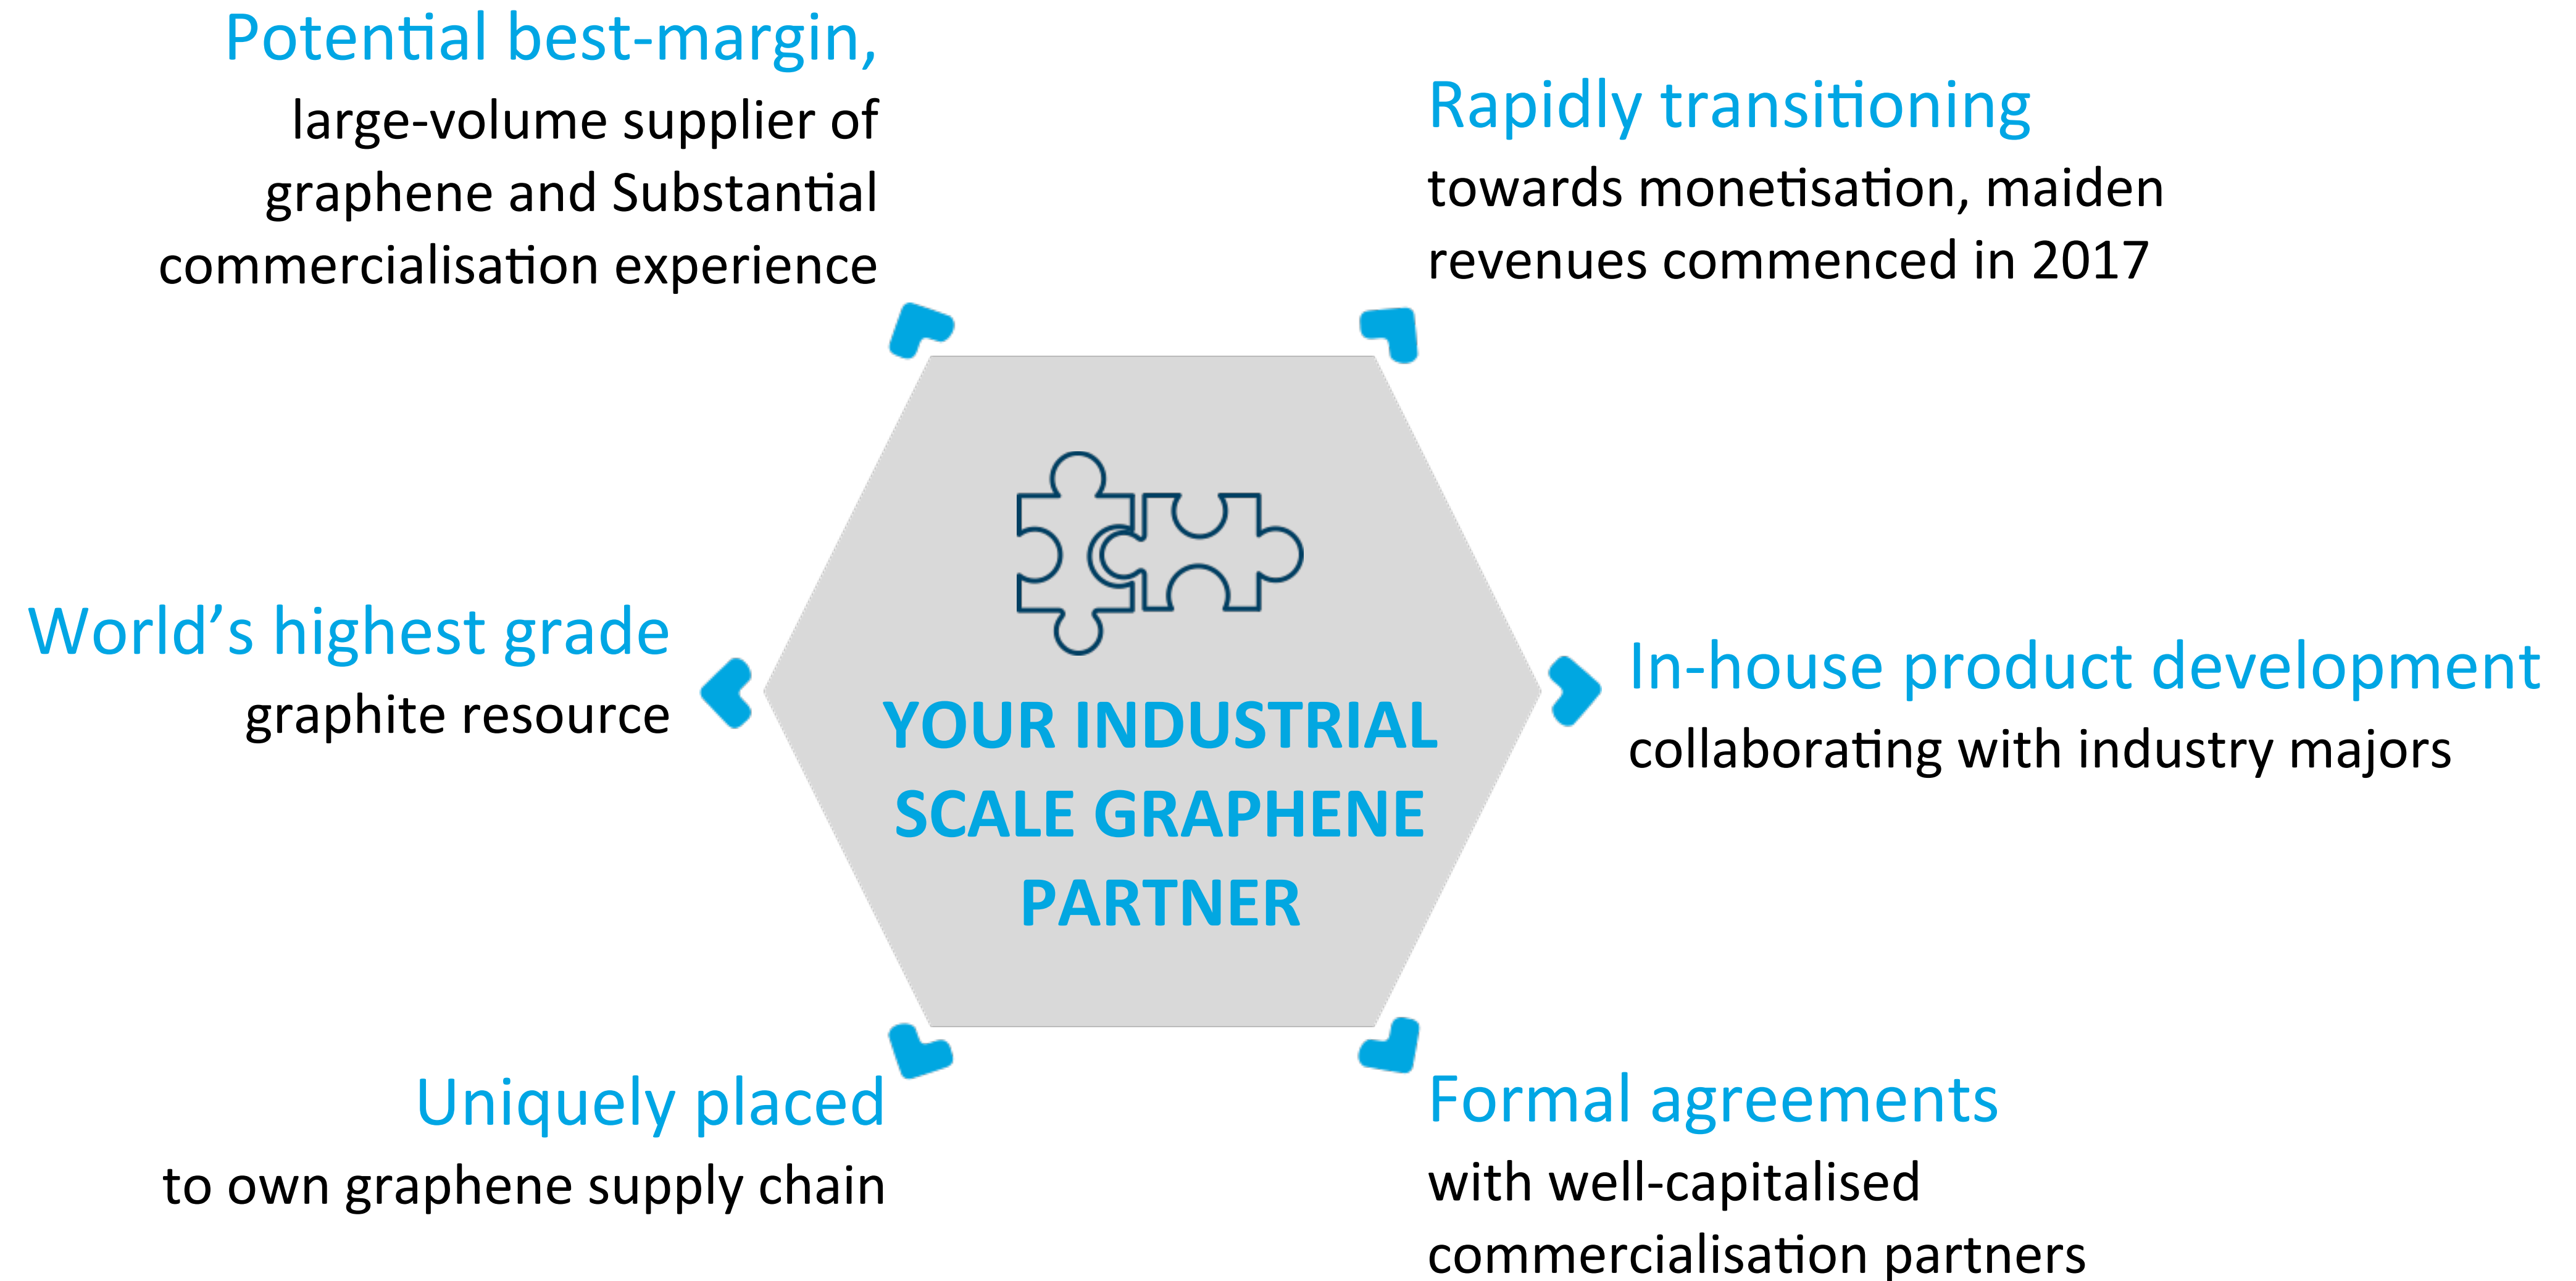 Potential best-margin,
large-volume supplier of
graphene and Substantial
commercialisation experience
Rapidly transitioning
towards monetisation, maiden
revenues commenced in 2017
World’s highest grade
graphite resource
YOUR INDUSTRIAL
SCALE GRAPHENE
PARTNER
In-house product development
collaborating with industry majors
Uniquely placed
to own graphene supply chain
Formal agreements
with well-capitalised
commercialisation partners